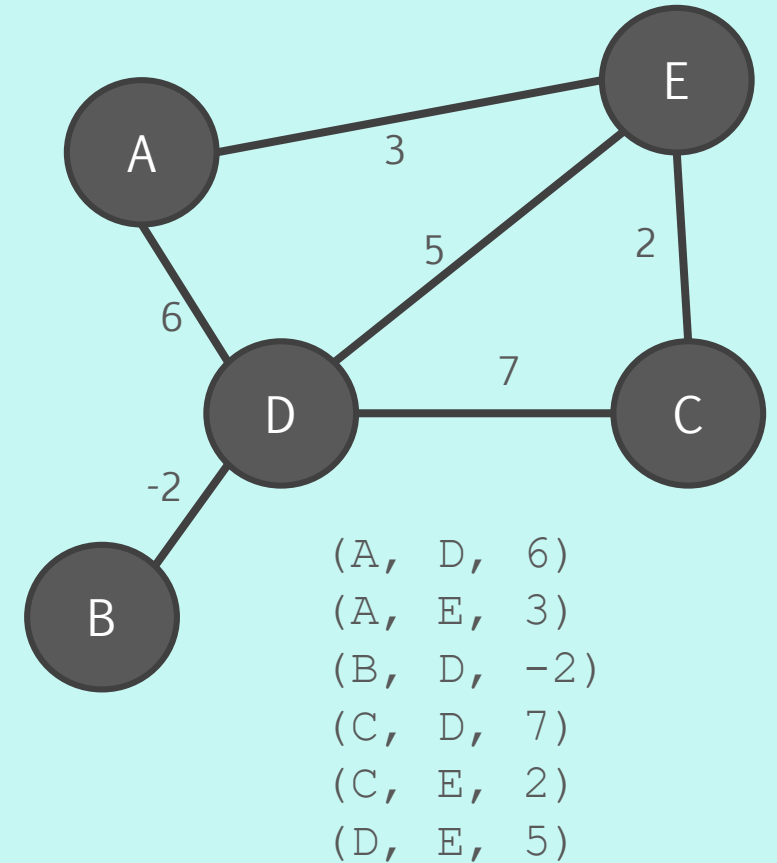 E
A
3
5
2
6
7
D
C
-2
B
(A, D, 6)
(A, E, 3)
(B, D, -2)
(C, D, 7)
(C, E, 2)
(D, E, 5)